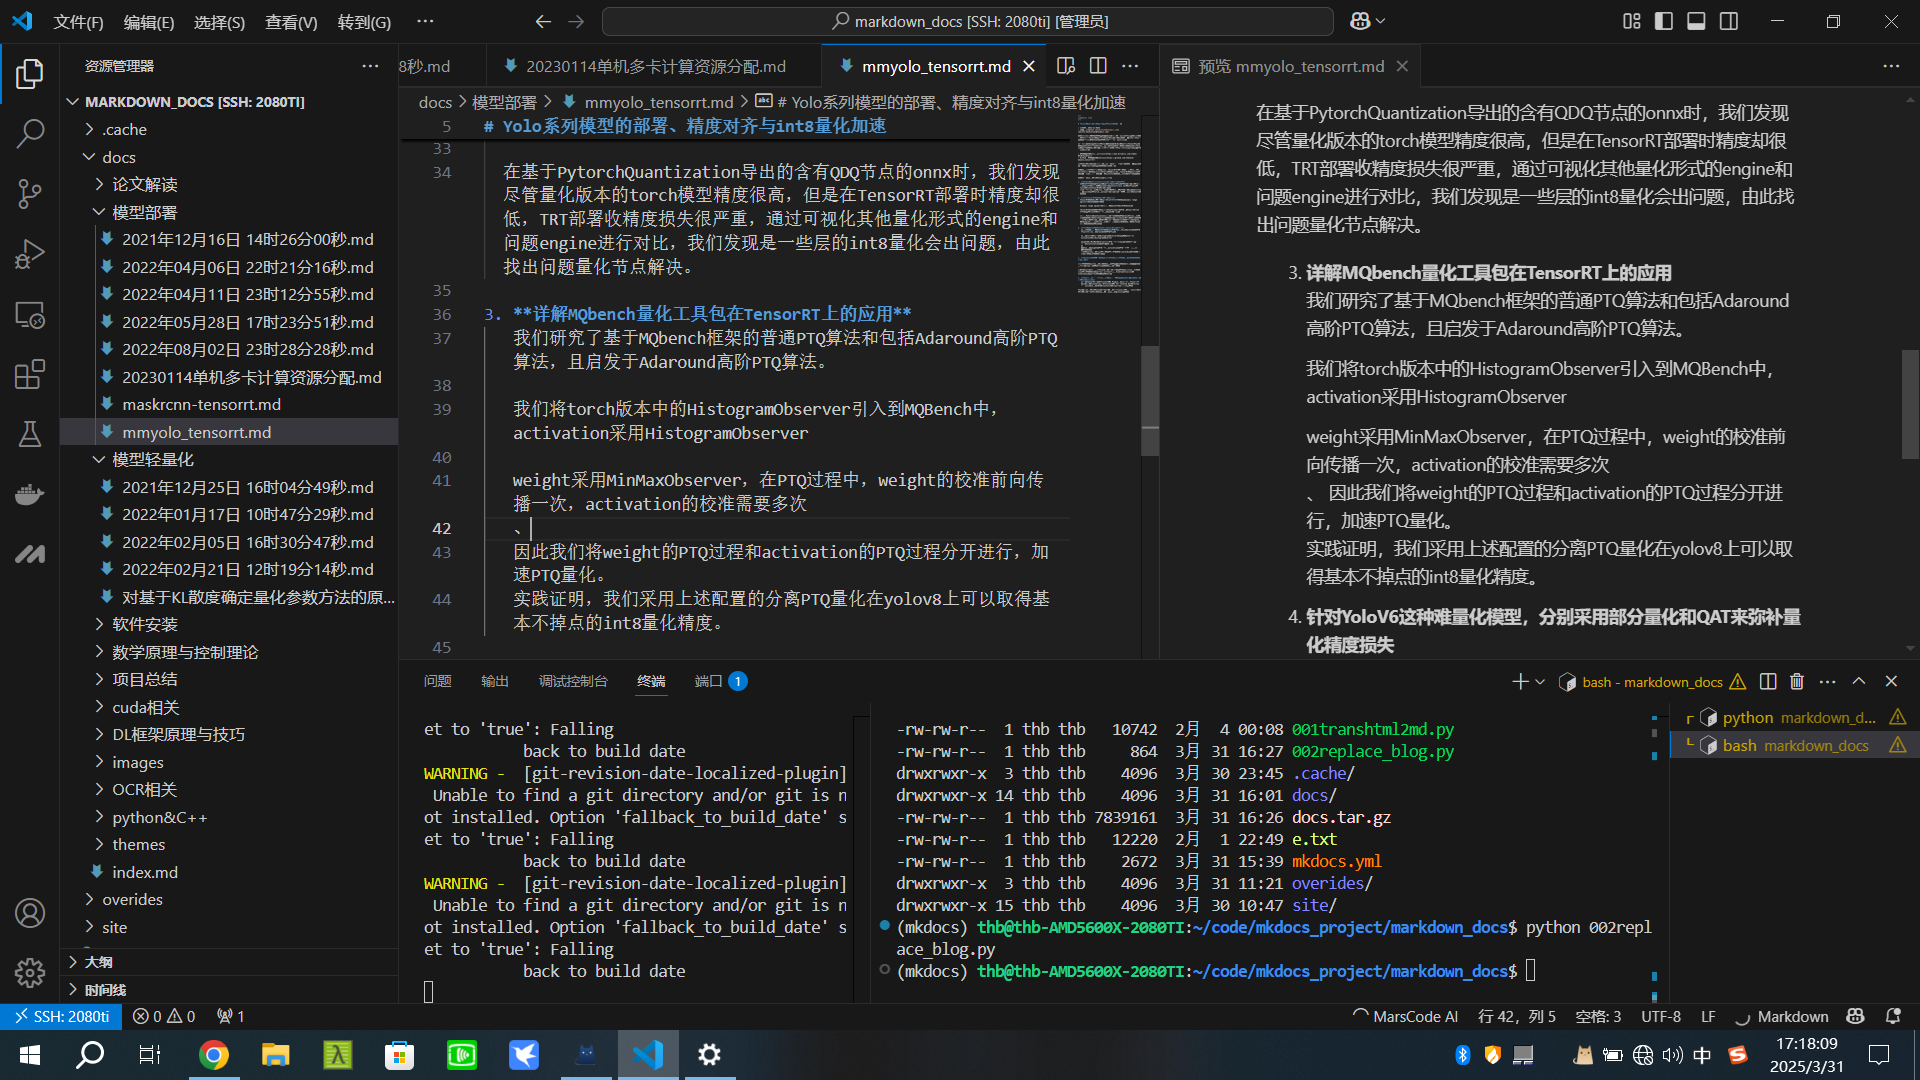 文件(F) 编辑(E) 选择(S) 查看(V) 转到(G) ··· markdown_docs [SSH: 2080ti] [管理员]
资源管理器
MARKDOWN_DOCS [SSH: 2080TI]
.cache
docs
论文解读
模型部署
2021年12月16日 14时26分00秒.md
2022年04月06日 22时21分16秒.md
2022年04月11日 23时12分55秒.md
2022年05月28日 17时23分51秒.md
2022年08月02日 23时28分28秒.md
20230114单机多卡计算资源分配.md
maskrcnn-tensorrt.md
mmyolo_tensorrt.md
模型轻量化
2021年12月25日 16时04分49秒.md
2022年01月17日 10时47分29秒.md
2022年02月05日 16时30分47秒.md
2022年02月21日 12时19分14秒.md
对基于KL散度确定量化参数方法的原...
软件安装
数学原理与控制理论
项目总结
cuda相关
DL框架原理与技巧
images
OCR相关
python&C++
themes
index.md
overides
site
大纲
时间线
8秒.md 20230114单机多卡计算资源分配.md mmyolo_tensorrt.md
docs > 模型部署 > mmyolo_tensorrt.md > # Yolo系列模型的部署、精度对齐与int8量化加速
5 # Yolo系列模型的部署、精度对齐与int8量化加速
33
34 在基于PytorchQuantization导出的含有QDQ节点的onnx时，我们发现
尽管量化版本的torch模型精度很高，但是在TensorRT部署时精度却很
低，TRT部署收精度损失很严重，通过可视化其他量化形式的engine和
问题engine进行对比，我们发现是一些层的int8量化会出问题，由此
找出问题量化节点解决。
35
36 3. **详解MQbench量化工具包在TensorRT上的应用**
37 我们研究了基于MQbench框架的普通PTQ算法和包括Adaround高阶PTQ
算法，且启发于Adaround高阶PTQ算法。
38
39 我们将torch版本中的HistogramObserver引入到MQBench中，
activation采用HistogramObserver
40
41 weight采用MinMaxObserver，在PTQ过程中，weight的校准前向传
播一次，activation的校准需要多次
42 、
43 因此我们将weight的PTQ过程和activation的PTQ过程分开进行，加
速PTQ量化。
44 实践证明，我们采用上述配置的分离PTQ量化在yolov8上可以取得基
本不掉点的int8量化精度。
45
预览 mmyolo_tensorrt.md
在基于PytorchQuantization导出的含有QDQ节点的onnx时，我们发现
尽管量化版本的torch模型精度很高，但是在TensorRT部署时精度却很
低，TRT部署收精度损失很严重，通过可视化其他量化形式的engine和
问题engine进行对比，我们发现是一些层的int8量化会出问题，由此找
出问题量化节点解决。
3. 详解MQbench量化工具包在TensorRT上的应用
我们研究了基于MQbench框架的普通PTQ算法和包括Adaround
高阶PTQ算法，且启发于Adaround高阶PTQ算法。
我们将torch版本中的HistogramObserver引入到MQBench中，
activation采用HistogramObserver
weight采用MinMaxObserver，在PTQ过程中，weight的校准前
向传播一次，activation的校准需要多次
、 因此我们将weight的PTQ过程和activation的PTQ过程分开进
行，加速PTQ量化。
实践证明，我们采用上述配置的分离PTQ量化在yolov8上可以取
得基本不掉点的int8量化精度。
4. 针对YoloV6这种难量化模型，分别采用部分量化和QAT来弥补量
化精度损失
问题 输出 调试控制台 终端 端口 1
bash - markdown_docs
et to 'true': Falling
back to build date
WARNING - [git-revision-date-localized-plugin]
Unable to find a git directory and/or git is n
ot installed. Option 'fallback_to_build_date' s
et to 'true': Falling
back to build date
WARNING - [git-revision-date-localized-plugin]
Unable to find a git directory and/or git is n
ot installed. Option 'fallback_to_build_date' s
et to 'true': Falling
back to build date
-rw-rw-r-- 1 thb thb 10742 2月 4 00:08 001transhtml2md.py
-rw-rw-r-- 1 thb thb 864 3月 31 16:27 002replace_blog.py
drwxrwxr-x 3 thb thb 4096 3月 30 23:45 .cache/
drwxrwxr-x 14 thb thb 4096 3月 31 16:01 docs/
-rw-rw-r-- 1 thb thb 7839161 3月 31 16:26 docs.tar.gz
-rw-rw-r-- 1 thb thb 12220 2月 1 22:49 e.txt
-rw-rw-r-- 1 thb thb 2672 3月 31 15:39 mkdocs.yml
drwxrwxr-x 3 thb thb 4096 3月 31 11:21 overides/
drwxrwxr-x 15 thb thb 4096 3月 30 10:47 site/
(mkdocs) thb@thb-AMD5600X-2080TI:~/code/mkdocs_project/markdown_docs$ python 002repl
ace_blog.py
(mkdocs) thb@thb-AMD5600X-2080TI:~/code/mkdocs_project/markdown_docs$
python markdown_d...
bash markdown_docs
SSH: 2080ti 0 0 1 MarsCode AI 行 42，列 5 空格: 3 UTF-8 LF Markdown
中 17:18:09
2025/3/31